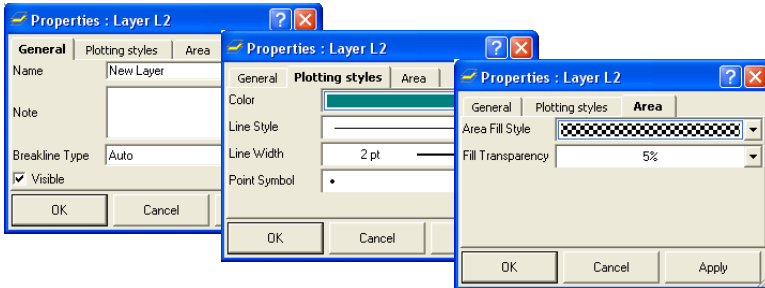 Properties : Layer L2
General Plotting styles Area
Name New Layer
Note
Breakline Type Auto
Visible
OK Cancel
Properties : Layer L2
General Plotting styles Area
Color
Line Style
Line Width 2 pt
Point Symbol
OK Cancel
Properties : Layer L2
General Plotting styles Area
Area Fill Style
Fill Transparency 5%
OK Cancel Apply